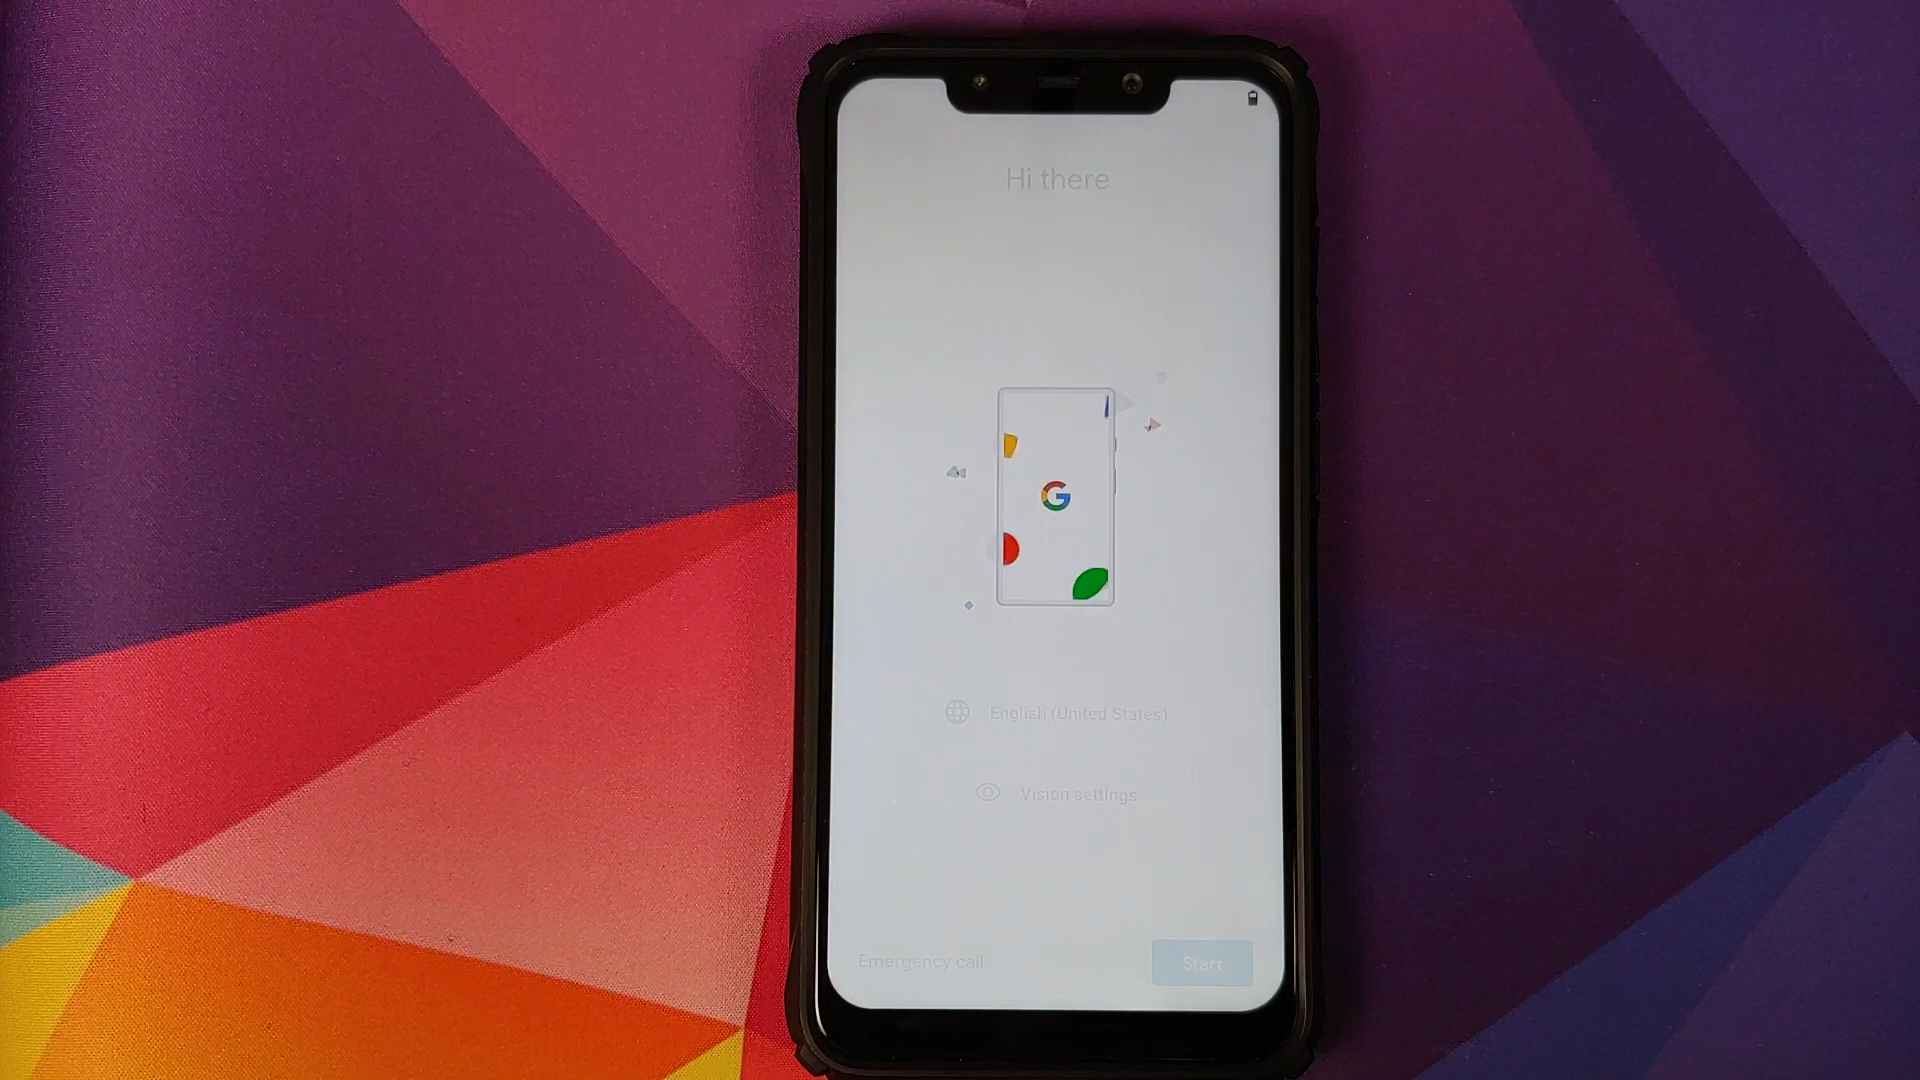 Hi there
G
English (United States)
Vision settings
Emergency call
Start